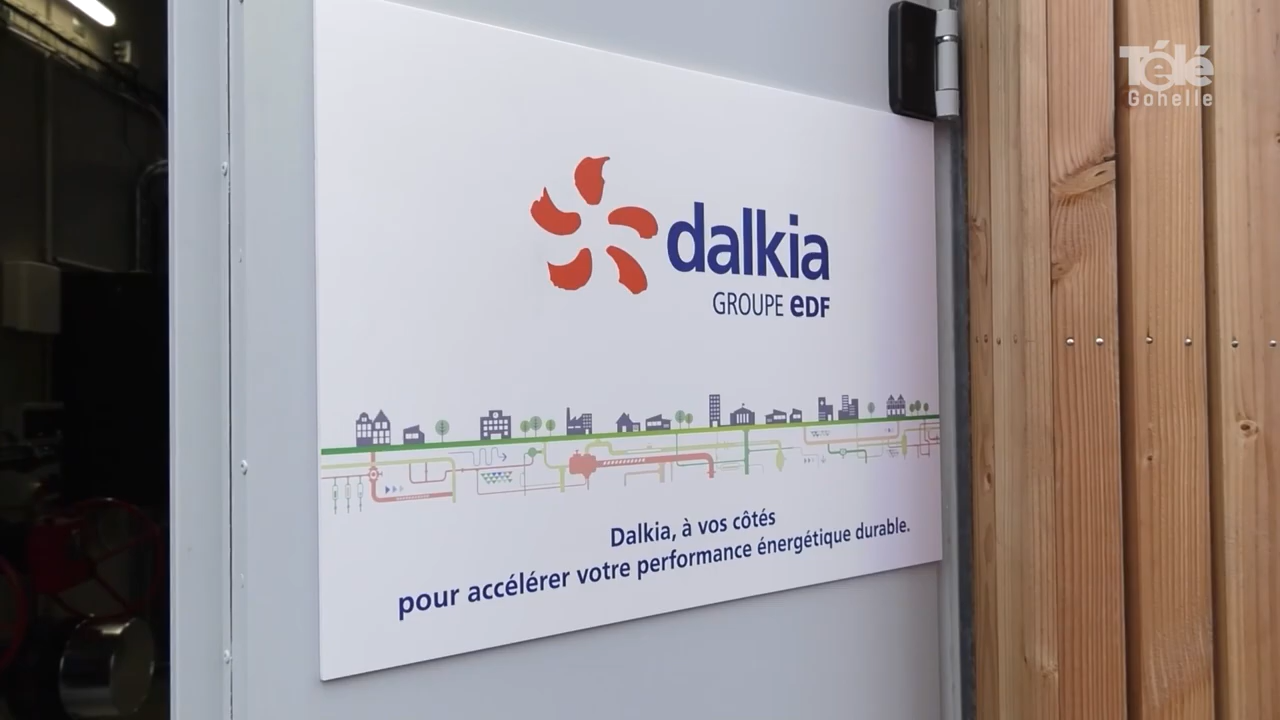 Télé
Gohelle
dalkia
GROUPE eDF
Dalkia, à vos côtés
pour accélérer votre performance énergétique durable.